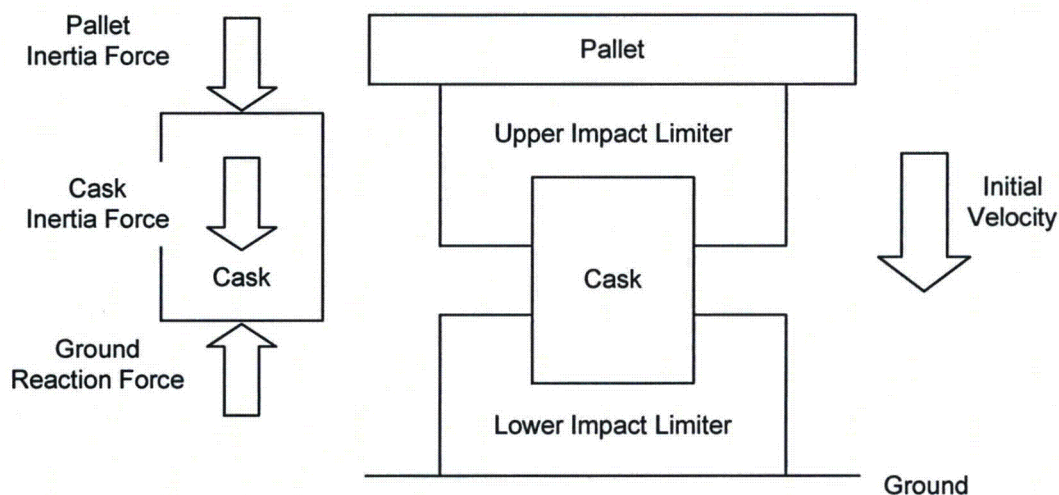 Pallet
Inertia Force
Cask
Inertia Force
Cask
Ground
Reaction Force
Pallet
Upper Impact Limiter
Cask
Lower Impact Limiter
Initial
Velocity
Ground